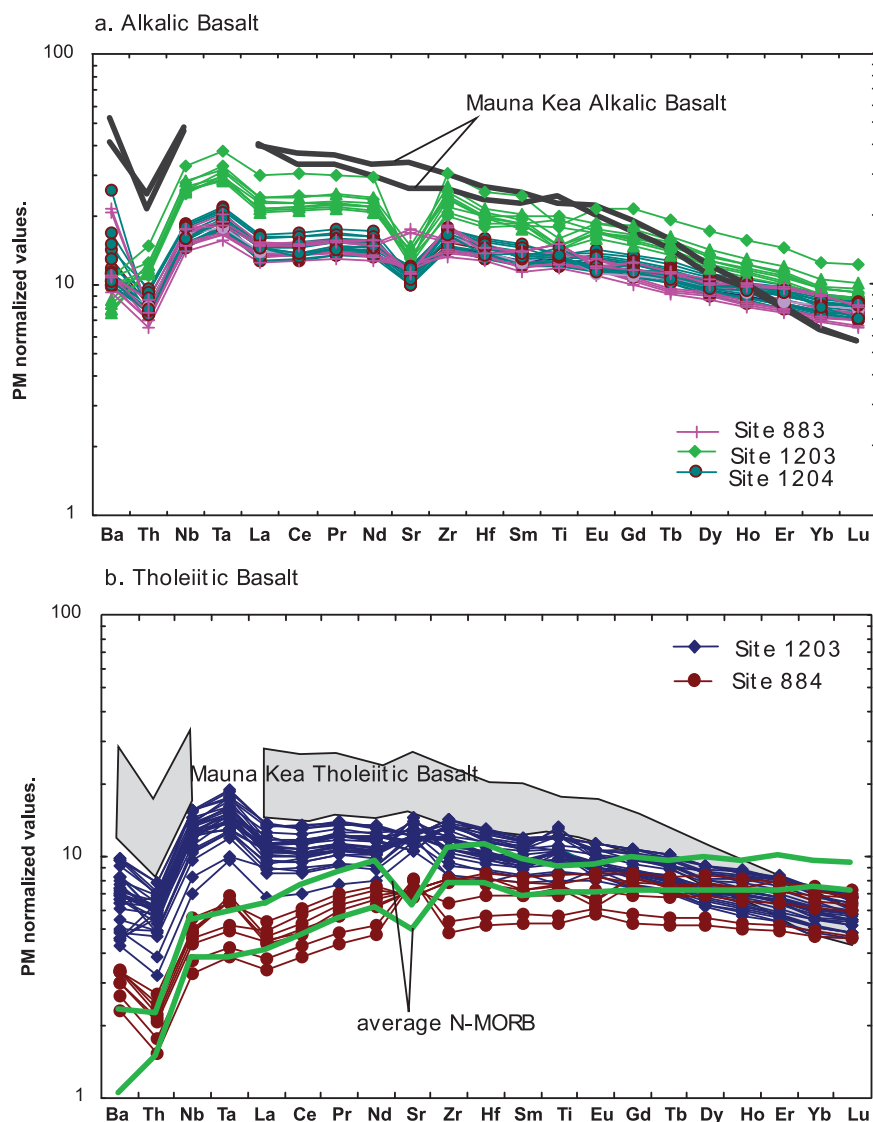 a. Alkalic Basalt
100
Mauna Kea Alkalic Basalt
PM normalized values.
10
Site 883
Site 1203
Site 1204
1
Ba Th Nb Ta La Ce Pr Nd Sr Zr Hf Sm Ti Eu Gd Tb Dy Ho Er Yb Lu
b. Tholeiitic Basalt
100
Site 1203
Site 884
Mauna Kea Tholeiitic Basalt
PM normalized values.
10
average N-MORB
1
Ba Th Nb Ta La Ce Pr Nd Sr Zr Hf Sm Ti Eu Gd Tb Dy Ho Er Yb Lu